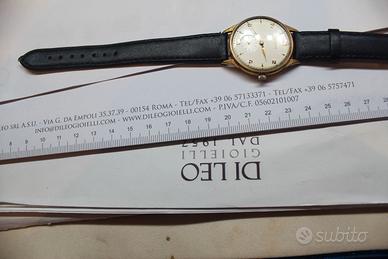 LEO SRL A.S.U. - VIA G. DA EMPOLI 35,37,39 - 00154 ROMA - TEL/FAX +39 06 57133371 - TEL/FAX +39 06 5757471
INFO@DILEOGIOIELLI.COM - WWW.DILEOGIOIELLI.COM - P.IVA/C.F. 05602101007
7 8 9 10 11 12 13 14 15 16 17 18 19 20 21 22 23 24 25 26 27 28
DI LEO
GIOIELLI
DAL 1957
subito